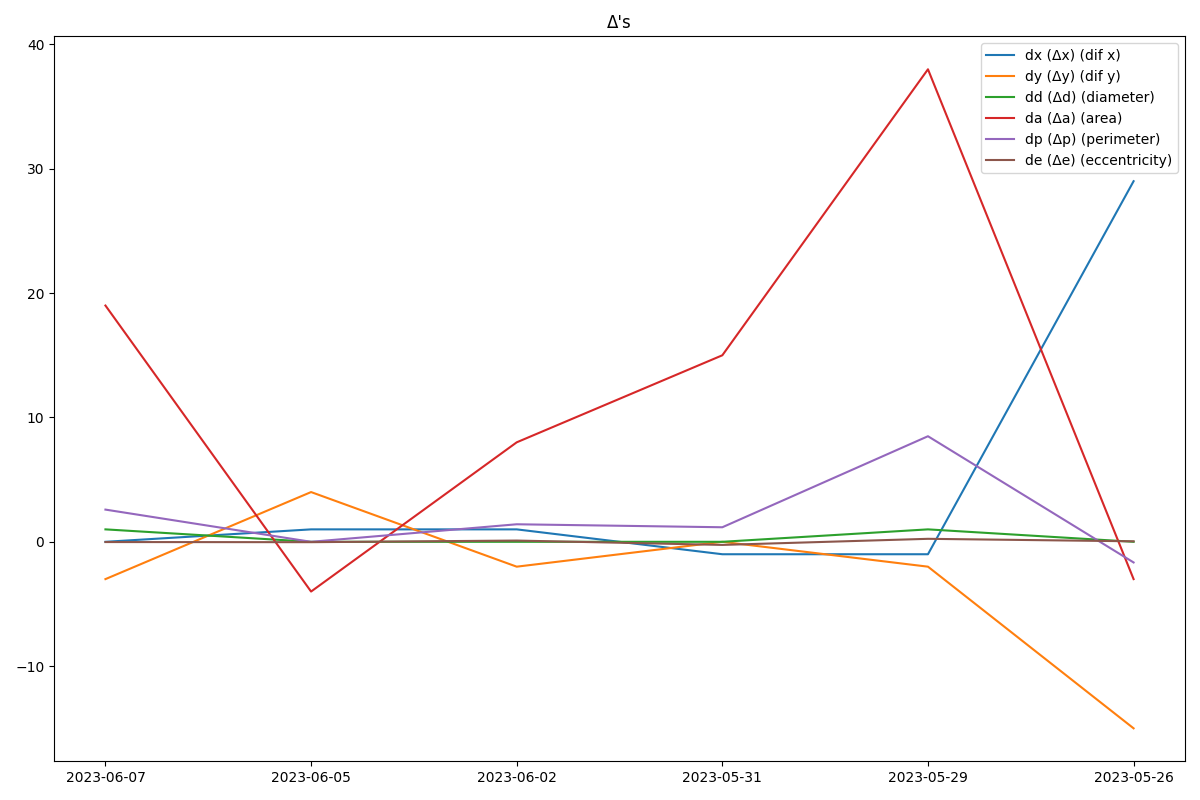 Δ's
40
30
20
10
0
−10
dx (Δx) (dif x)
dy (Δy) (dif y)
dd (Δd) (diameter)
da (Δa) (area)
dp (Δp) (perimeter)
de (Δe) (eccentricity)
2023-06-07 2023-06-05 2023-06-02 2023-05-31 2023-05-29 2023-05-26